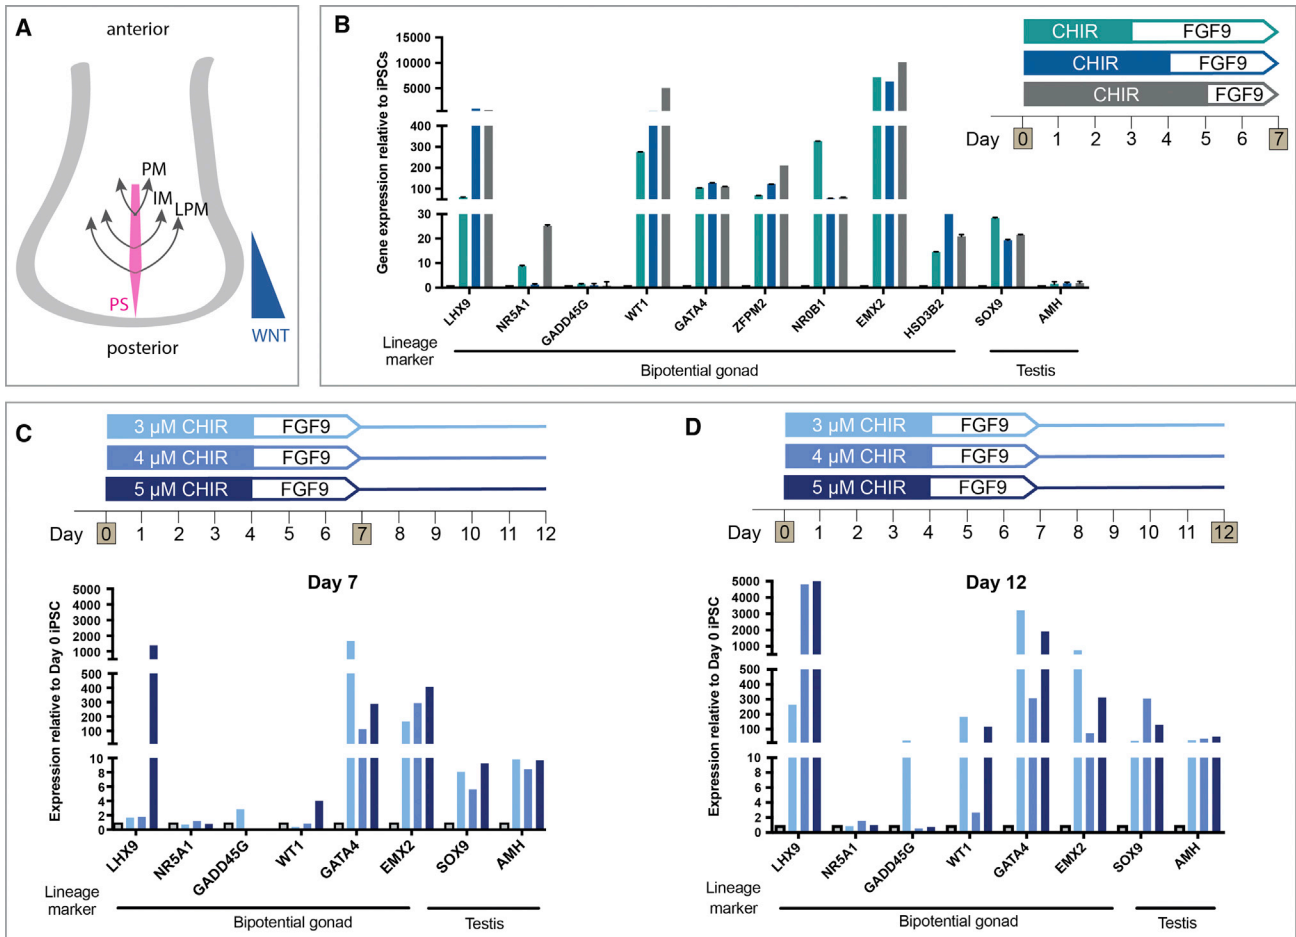 A
anterior
PM
IM
LPM
PS
WNT
posterior
B
Gene expression relative to iPSCs
15000
10000
5000
400
300
200
100
30
20
10
0
LHX9
NR5A1
GADD45G
WT1
GATA4
ZFPM2
NR0B1
EMX2
HSD3B2
SOX9
AMH
Lineage
marker
Bipotential gonad
Testis
CHIR FGF9
CHIR FGF9
CHIR FGF9
Day 0 1 2 3 4 5 6 7
C
3 µM CHIR FGF9
4 µM CHIR FGF9
5 µM CHIR FGF9
Day 0 1 2 3 4 5 6 7 8 9 10 11 12
Day 7
Expression relative to Day 0 iPSC
5000
4000
3000
2000
1000
500
400
300
200
100
10
8
6
4
2
0
LHX9
NR5A1
GADD45G
WT1
GATA4
EMX2
SOX9
AMH
Lineage
marker
Bipotential gonad
Testis
D
3 µM CHIR FGF9
4 µM CHIR FGF9
5 µM CHIR FGF9
Day 0 1 2 3 4 5 6 7 8 9 10 11 12
Day 12
Expression relative to Day 0 iPSC
5000
4000
3000
2000
1000
500
400
300
200
100
10
8
6
4
2
0
LHX9
NR5A1
GADD45G
WT1
GATA4
EMX2
SOX9
AMH
Lineage
marker
Bipotential gonad
Testis